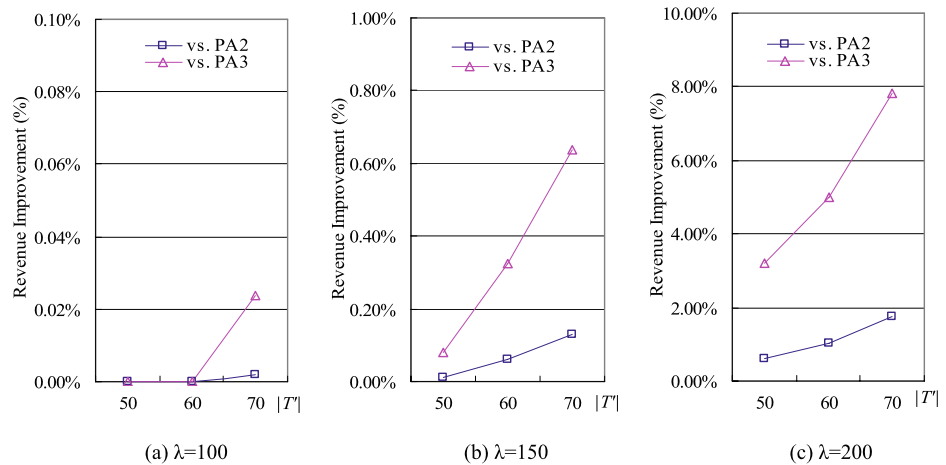 Revenue Improvement (%)
0.10%
0.08%
0.06%
0.04%
0.02%
0.00%
vs. PA2
vs. PA3
50 60 70 |T'|
(a) λ=100
Revenue Improvement (%)
1.00%
0.80%
0.60%
0.40%
0.20%
0.00%
vs. PA2
vs. PA3
50 60 70 |T'|
(b) λ=150
Revenue Improvement (%)
10.00%
8.00%
6.00%
4.00%
2.00%
0.00%
vs. PA2
vs. PA3
50 60 70 |T'|
(c) λ=200